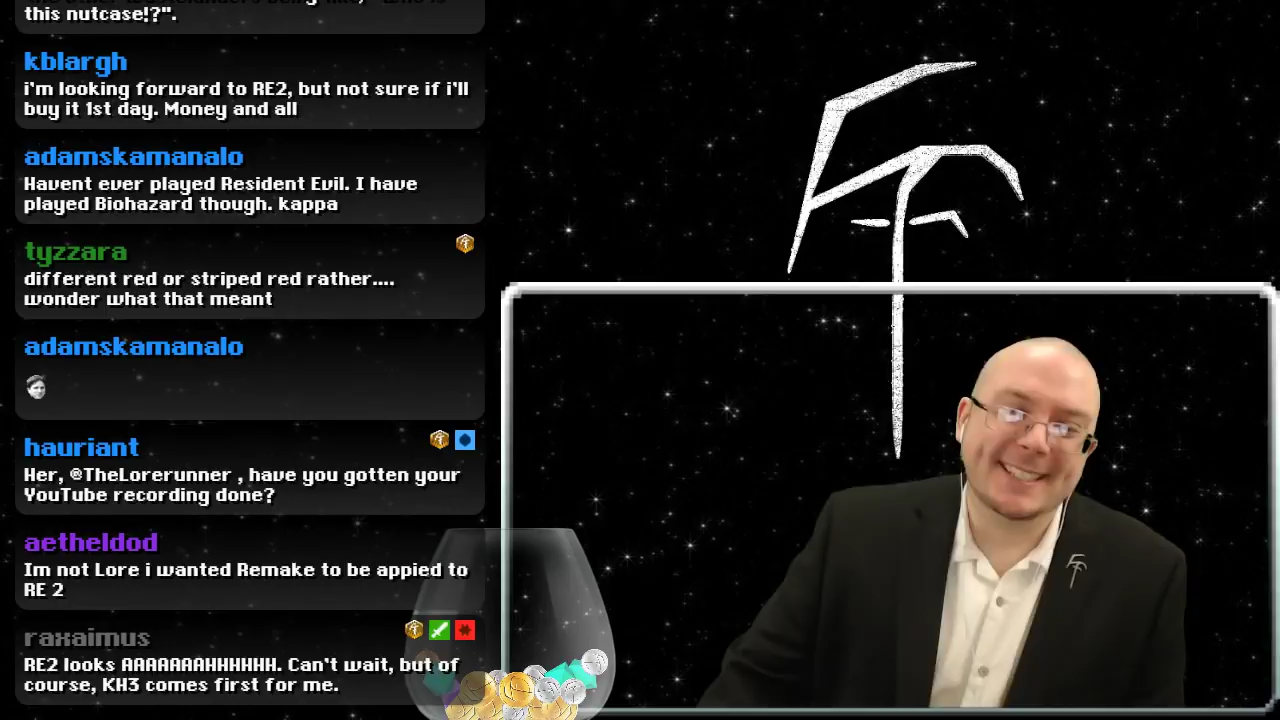 this nutcase!?".
kblargh
i'm looking forward to RE2, but not sure if i'll
buy it 1st day. Money and all
adamskamanalo
Havent ever played Resident Evil. I have
played Biohazard though. kappa
tyzzara
different red or striped red rather....
wonder what that meant
adamskamanalo
hauriant
Her, @TheLorerunner , have you gotten your
YouTube recording done?
aetheldod
Im not Lore i wanted Remake to be appied to
RE 2
raxaimus
RE2 looks AAAAAAAHHHHHH. Can't wait, but of
course, KH3 comes first for me.